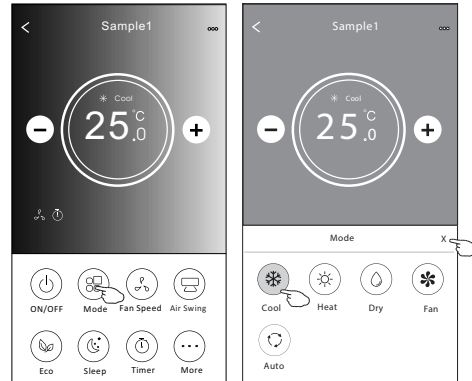 Sample1
Cool
25.0 °C
ON/OFF Mode Fan Speed Air Swing
Eco Sleep Timer More
Sample1
Cool
25.0 °C
Mode X
Cool Heat Dry Fan
Auto